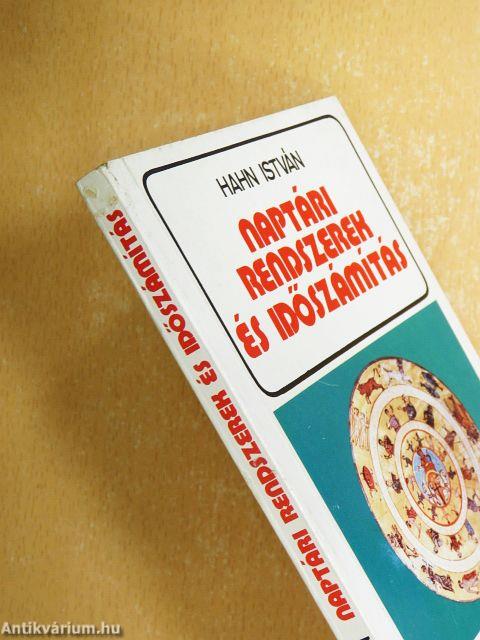 HAHN ISTVÁN
NAPTÁRI
RENDSZEREK
ÉS IDŐSZÁMÍTÁS
NAPTÁRI RENDSZEREK ÉS IDŐSZÁMÍTÁS
Antikvárium.hu